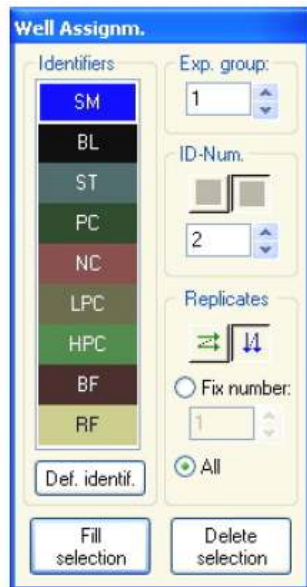 Well Assignm.
Identifiers
SM
BL
ST
PC
NC
LPC
HPC
BF
RF
Def. identif.
Exp. group:
1
ID-Num.
2
Replicates
Fix number:
1
All
Fill
selection
Delete
selection